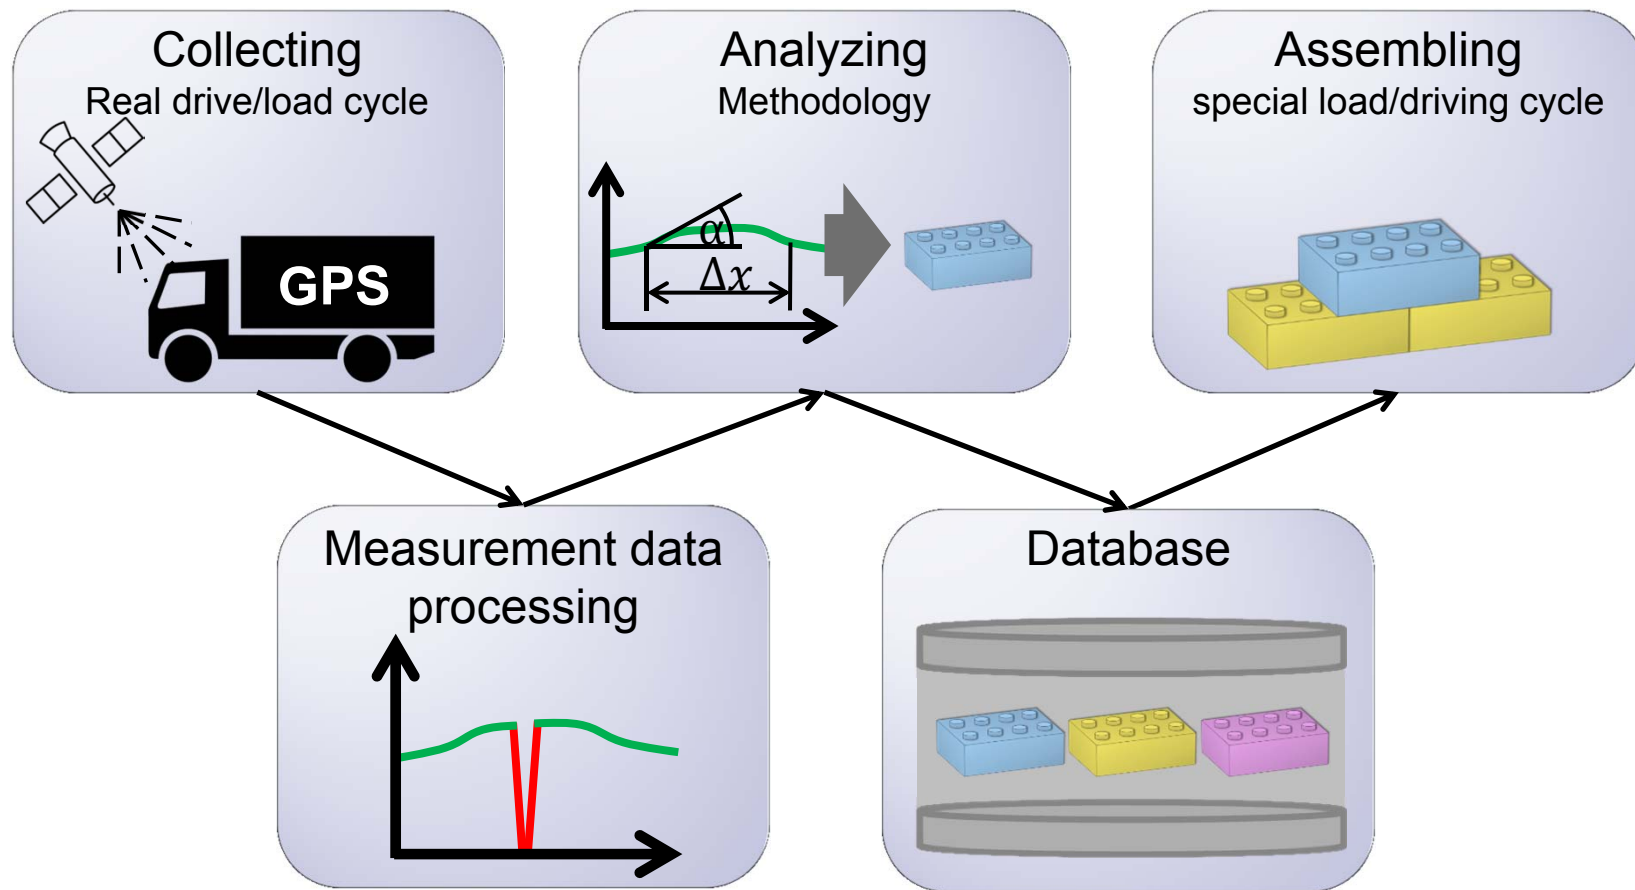 Collecting
Real drive/load cycle
GPS
Analyzing
Methodology
α
Δx
Assembling
special load/driving cycle
Measurement data
processing
Database